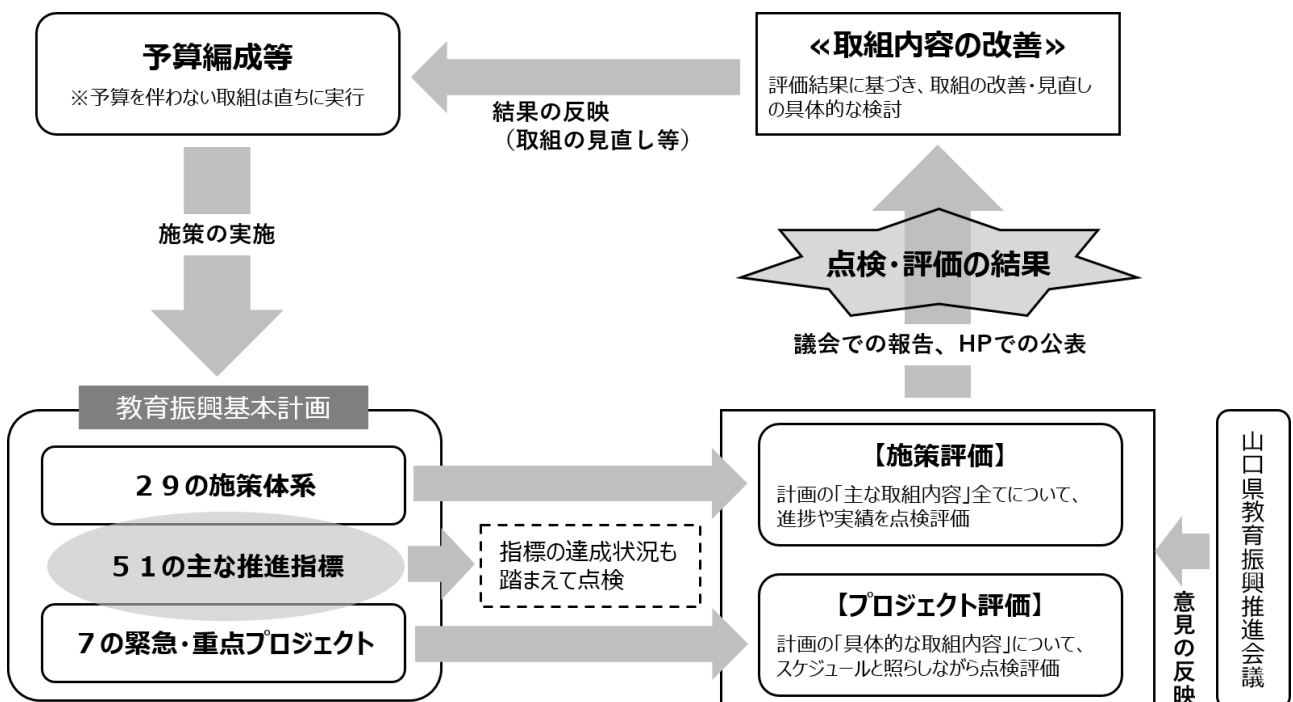 予算編成等
※予算を伴わない取組は直ちに実行
≪取組内容の改善≫
評価結果に基づき、取組の改善・見直し
の具体的な検討
結果の反映
（取組の見直し等）
施策の実施
点検・評価の結果
議会での報告、HPでの公表
教育振興基本計画
２９の施策体系
５１の主な推進指標
７の緊急・重点プロジェクト
指標の達成状況も
踏まえて点検
【施策評価】
計画の「主な取組内容」全てについて、
進捗や実績を点検評価
【プロジェクト評価】
計画の「具体的な取組内容」について、
スケジュールと照らしながら点検評価
意見の反映
山口県教育振興推進会議